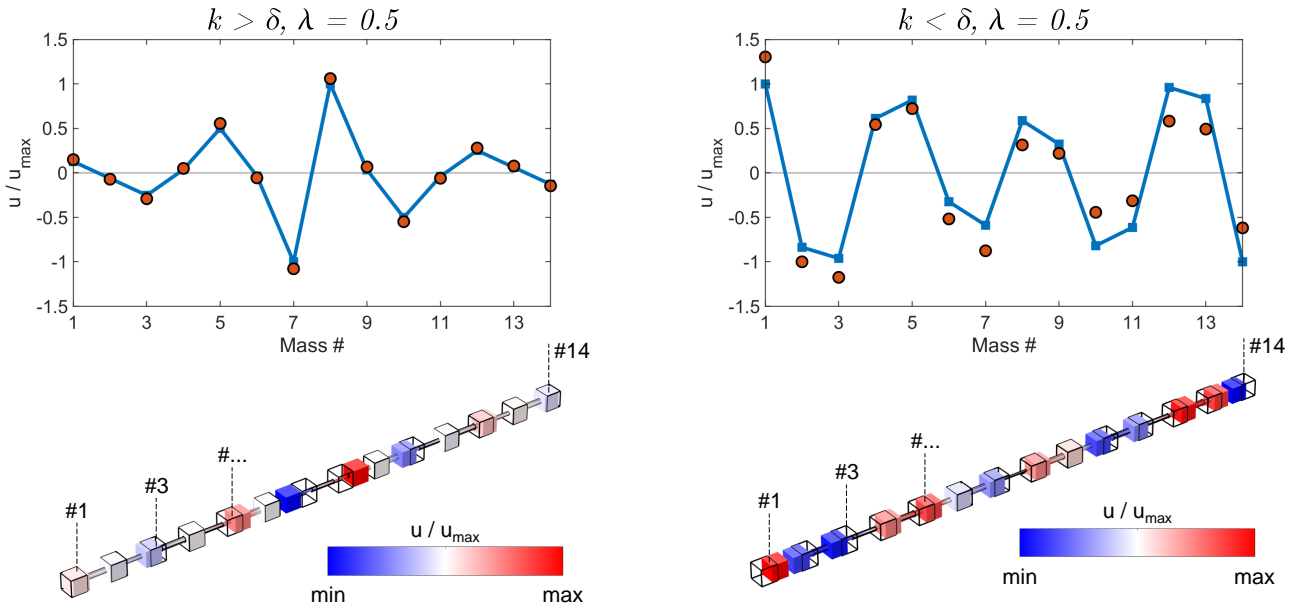 k > δ, λ = 0.5
1.5
1
0.5
0
-0.5
-1
-1.5
u / u_max
1 3 5 7 9 11 13
Mass #
#1
#3
#...
#14
u / u_max
min max
k < δ, λ = 0.5
1.5
1
0.5
0
-0.5
-1
-1.5
u / u_max
1 3 5 7 9 11 13
Mass #
#1
#3
#...
#14
u / u_max
min max